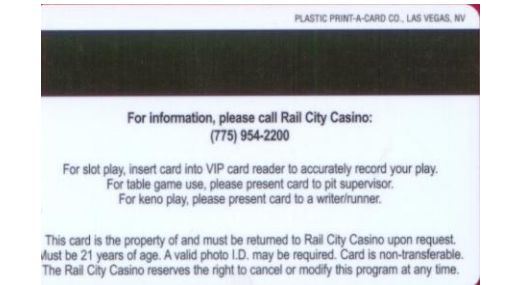 PLASTIC PRINT-A-CARD CO., LAS VEGAS, NV
For information, please call Rail City Casino:
(775) 954-2200
For slot play, insert card into VIP card reader to accurately record your play.
For table game use, please present card to pit supervisor.
For keno play, please present card to a writer/runner.
This card is the property of and must be returned to Rail City Casino upon request.
Must be 21 years of age. A valid photo I.D. may be required. Card is non-transferable.
The Rail City Casino reserves the right to cancel or modify this program at any time.